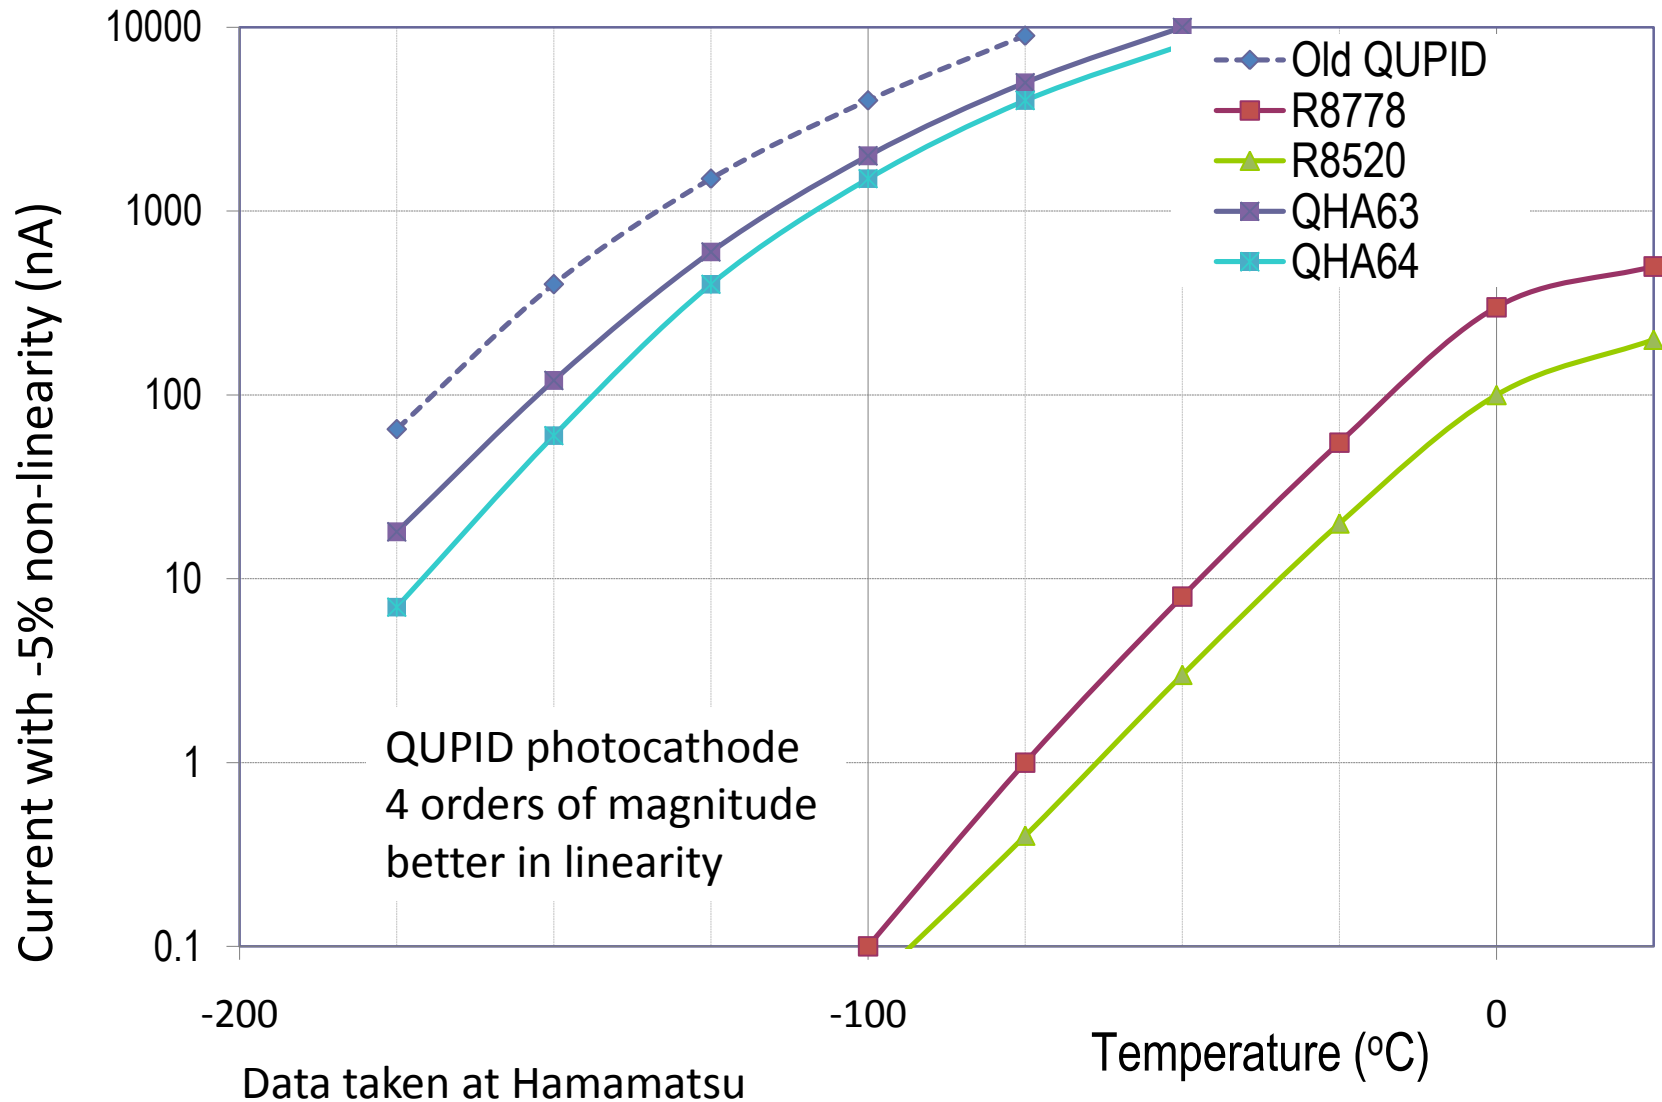 10000
1000
100
10
1
0.1
Current with -5% non-linearity (nA)
Old QUPID
R8778
R8520
QHA63
QHA64
QUPID photocathode
4 orders of magnitude
better in linearity
-200
-100
0
Temperature (°C)
Data taken at Hamamatsu